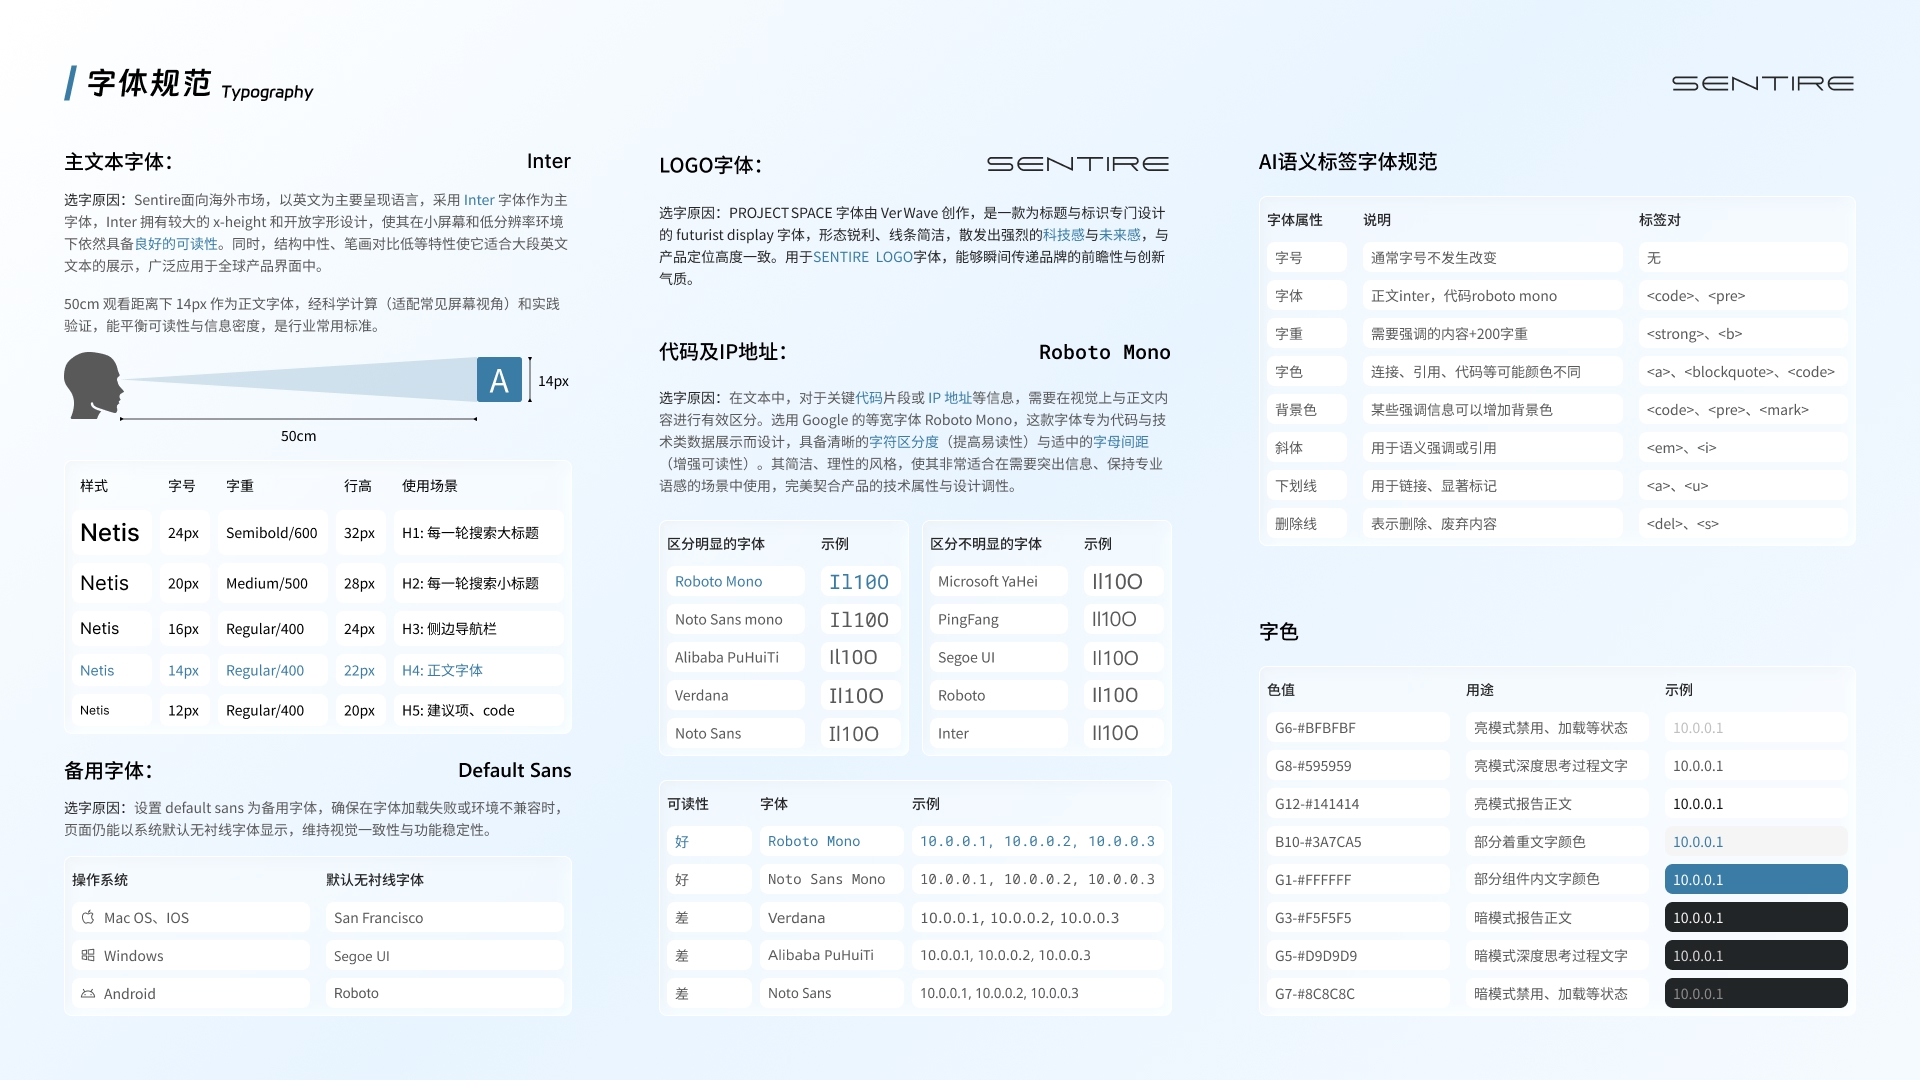 字体规范 Typography
SENTIRE
主文本字体： Inter
选字原因：Sentire面向海外市场，以英文为主要呈现语言，采用 Inter 字体作为主
字体，Inter 拥有较大的 x-height 和开放字形设计，使其在小屏幕和低分辨率环境
下依然具备良好的可读性。同时，结构中性、笔画对比低等特性使它适合大段英文
文本的展示，广泛应用于全球产品界面中。
50cm 观看距离下 14px 作为正文字体，经科学计算（适配常见屏幕视角）和实践
验证，能平衡可读性与信息密度，是行业常用标准。
A 14px
50cm
样式 字号 字重 行高 使用场景
Netis 24px Semibold/600 32px H1: 每一轮搜索大标题
Netis 20px Medium/500 28px H2: 每一轮搜索小标题
Netis 16px Regular/400 24px H3: 侧边导航栏
Netis 14px Regular/400 22px H4: 正文字体
Netis 12px Regular/400 20px H5: 建议项、code
备用字体： Default Sans
选字原因：设置 default sans 为备用字体，确保在字体加载失败或环境不兼容时，
页面仍能以系统默认无衬线字体显示，维持视觉一致性与功能稳定性。
操作系统 默认无衬线字体
Mac OS、IOS San Francisco
Windows Segoe UI
Android Roboto
LOGO字体： SENTIRE
选字原因：PROJECT SPACE 字体由 Ver Wave 创作，是一款为标题与标识专门设计
的 futurist display 字体，形态锐利、线条简洁，散发出强烈的科技感与未来感，与
产品定位高度一致。用于SENTIRE LOGO字体，能够瞬间传递品牌的前瞻性与创新
气质。
代码及IP地址： Roboto Mono
选字原因：在文本中，对于关键代码片段或 IP 地址等信息，需要在视觉上与正文内
容进行有效区分。选用 Google 的等宽字体 Roboto Mono，这款字体专为代码与技
术类数据展示而设计，具备清晰的字符区分度（提高易读性）与适中的字母间距
（增强可读性）。其简洁、理性的风格，使其非常适合在需要突出信息、保持专业
语感的场景中使用，完美契合产品的技术属性与设计调性。
区分明显的字体 示例
Roboto Mono Il10O
Noto Sans mono Il10O
Alibaba PuHuiTi Il10O
Verdana Il10O
Noto Sans Il10O
区分不明显的字体 示例
Microsoft YaHei Il10O
PingFang Il10O
Segoe UI Il10O
Roboto Il10O
Inter Il10O
可读性 字体 示例
好 Roboto Mono 10.0.0.1, 10.0.0.2, 10.0.0.3
好 Noto Sans Mono 10.0.0.1, 10.0.0.2, 10.0.0.3
差 Verdana 10.0.0.1, 10.0.0.2, 10.0.0.3
差 Alibaba PuHuiTi 10.0.0.1, 10.0.0.2, 10.0.0.3
差 Noto Sans 10.0.0.1, 10.0.0.2, 10.0.0.3
AI语义标签字体规范
字体属性 说明 标签对
字号 通常字号不发生改变 无
字体 正文inter，代码roboto mono <code>、<pre>
字重 需要强调的内容+200字重 <strong>、<b>
字色 连接、引用、代码等可能颜色不同 <a>、<blockquote>、<code>
背景色 某些强调信息可以增加背景色 <code>、<pre>、<mark>
斜体 用于语义强调或引用 <em>、<i>
下划线 用于链接、显著标记 <a>、<u>
删除线 表示删除、废弃内容 <del>、<s>
字色
色值 用途 示例
G6-#BFBFBF 亮模式禁用、加载等状态 10.0.0.1
G8-#595959 亮模式深度思考过程文字 10.0.0.1
G12-#141414 亮模式报告正文 10.0.0.1
B10-#3A7CA5 部分着重文字颜色 10.0.0.1
G1-#FFFFFF 部分组件内文字颜色 10.0.0.1
G3-#F5F5F5 暗模式报告正文 10.0.0.1
G5-#D9D9D9 暗模式深度思考过程文字 10.0.0.1
G7-#8C8C8C 暗模式禁用、加载等状态 10.0.0.1